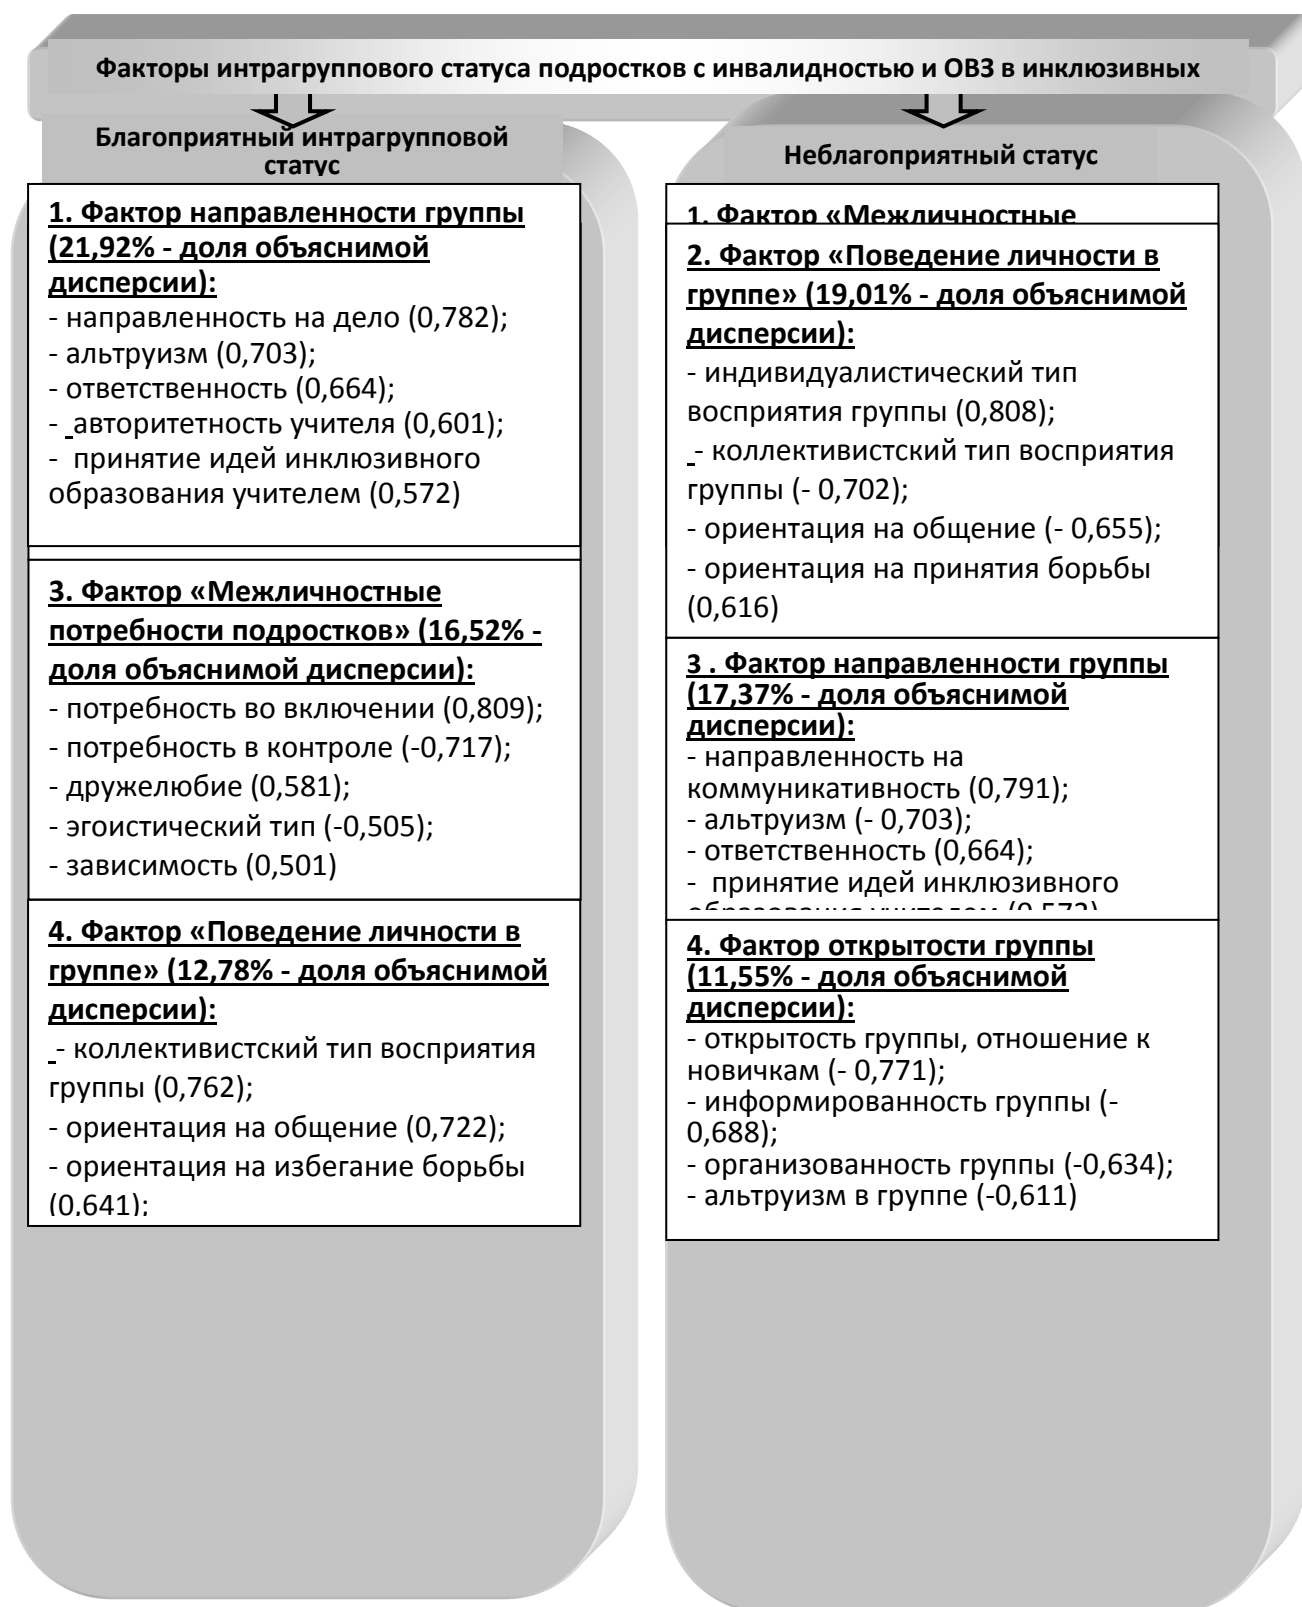 Факторы интрагруппового статуса подростков с инвалидностью и ОВЗ в инклюзивных
Благоприятный интрагрупповой
статус
1. Фактор направленности группы
(21,92% - доля объяснимой
дисперсии):
- направленность на дело (0,782);
- альтруизм (0,703);
- ответственность (0,664);
- авторитетность учителя (0,601);
- принятие идей инклюзивного
образования учителем (0,572)
3. Фактор «Межличностные
потребности подростков» (16,52% -
доля объяснимой дисперсии):
- потребность во включении (0,809);
- потребность в контроле (-0,717);
- дружелюбие (0,581);
- эгоистический тип (-0,505);
- зависимость (0,501)
4. Фактор «Поведение личности в
группе» (12,78% - доля объяснимой
дисперсии):
- коллективистский тип восприятия
группы (0,762);
- ориентация на общение (0,722);
- ориентация на избегание борьбы
(0,641);
Неблагоприятный статус
1. Фактор «Межличностные
2. Фактор «Поведение личности в
группе» (19,01% - доля объяснимой
дисперсии):
- индивидуалистический тип
восприятия группы (0,808);
- коллективистский тип восприятия
группы (- 0,702);
- ориентация на общение (- 0,655);
- ориентация на принятия борьбы
(0,616)
3 . Фактор направленности группы
(17,37% - доля объяснимой
дисперсии):
- направленность на
коммуникативность (0,791);
- альтруизм (- 0,703);
- ответственность (0,664);
- принятие идей инклюзивного
4. Фактор открытости группы
(11,55% - доля объяснимой
дисперсии):
- открытость группы, отношение к
новичкам (- 0,771);
- информированность группы (-
0,688);
- организованность группы (-0,634);
- альтруизм в группе (-0,611)